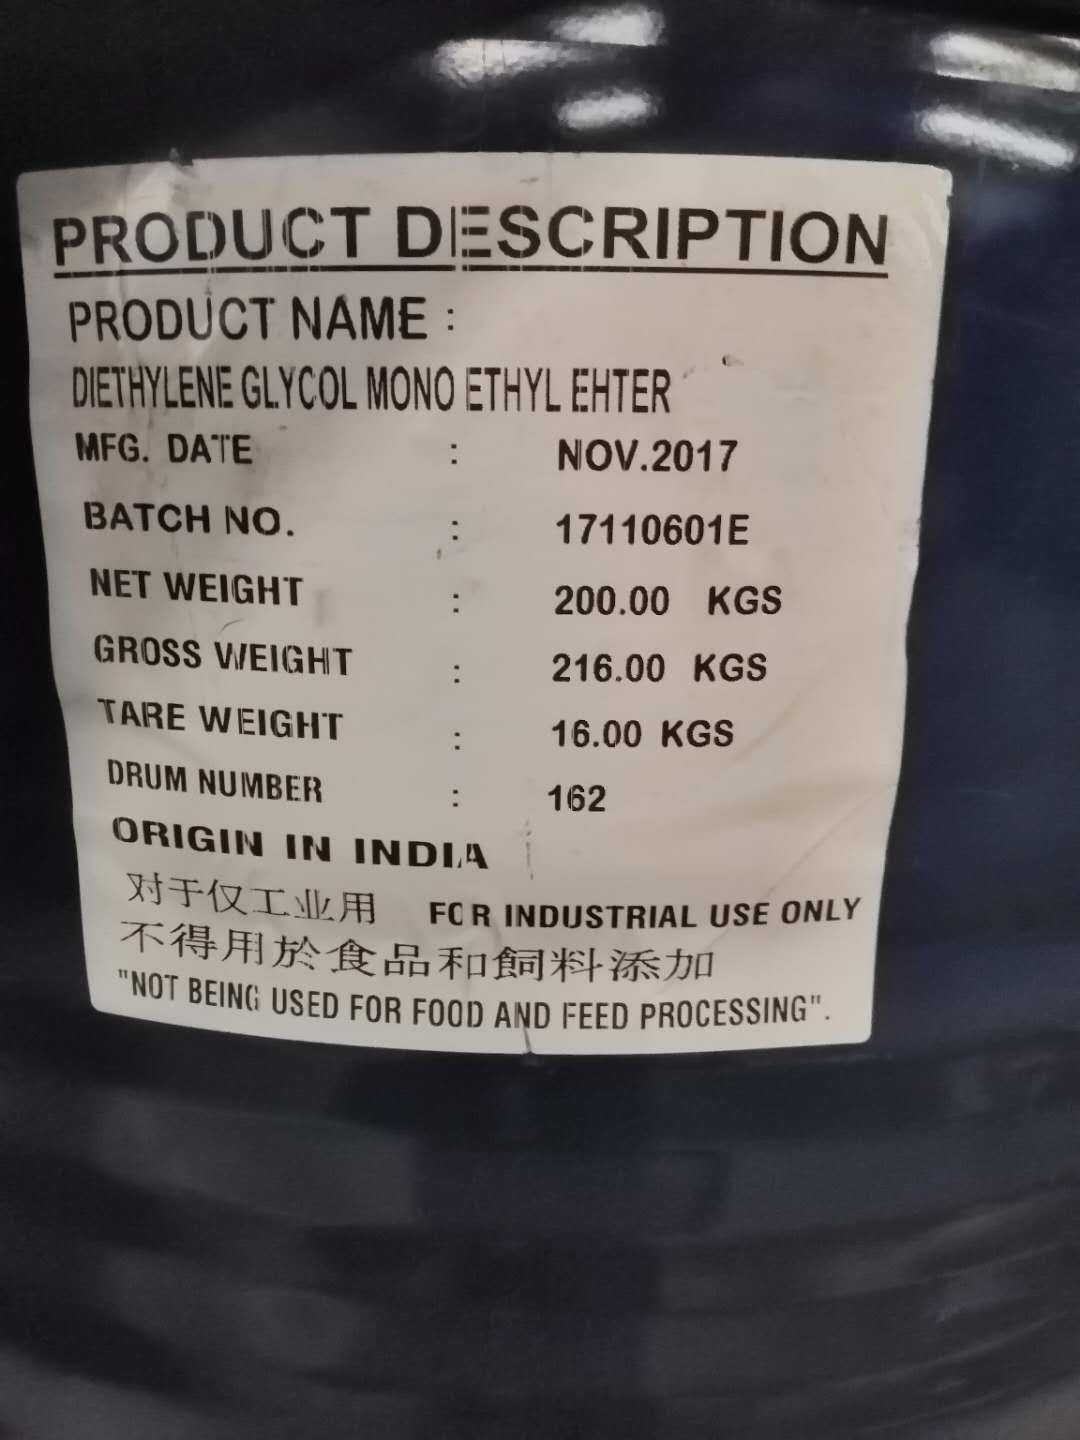 PRODUCT DESCRIPTION
PRODUCT NAME :
DIETHYLENE GLYCOL MONO ETHYL EHTER
MFG. DATE : NOV.2017
BATCH NO. : 17110601E
NET WEIGHT : 200.00 KGS
GROSS WEIGHT : 216.00 KGS
TARE WEIGHT : 16.00 KGS
DRUM NUMBER : 162
ORIGIN IN INDIA
对于仅工业用 FOR INDUSTRIAL USE ONLY
不得用於食品和飼料添加
"NOT BEING USED FOR FOOD AND FEED PROCESSING".